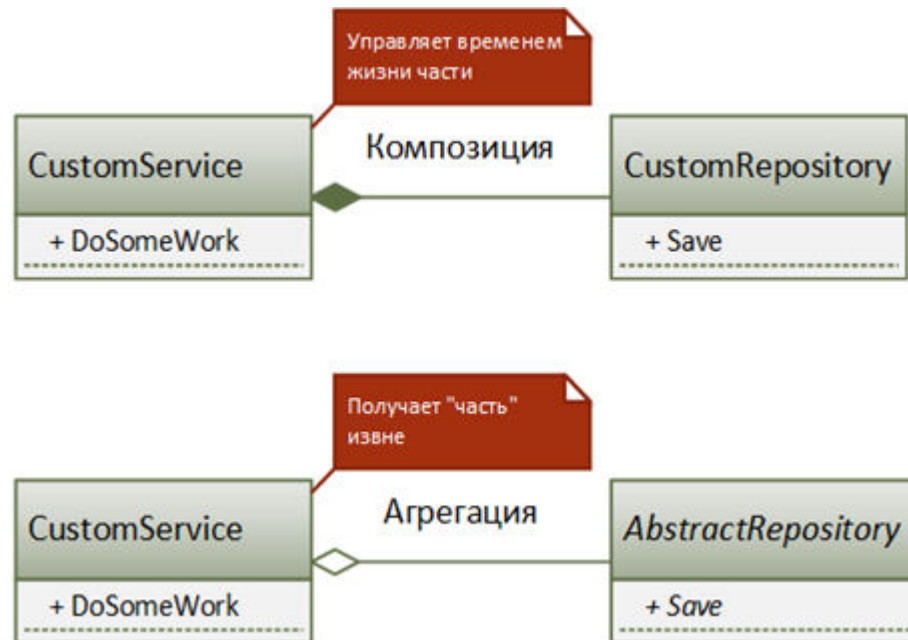 Управляет временем
жизни части
CustomService
Композиция
CustomRepository
+ DoSomeWork
+ Save
Получает "часть"
извне
CustomService
Агрегация
AbstractRepository
+ DoSomeWork
+ Save